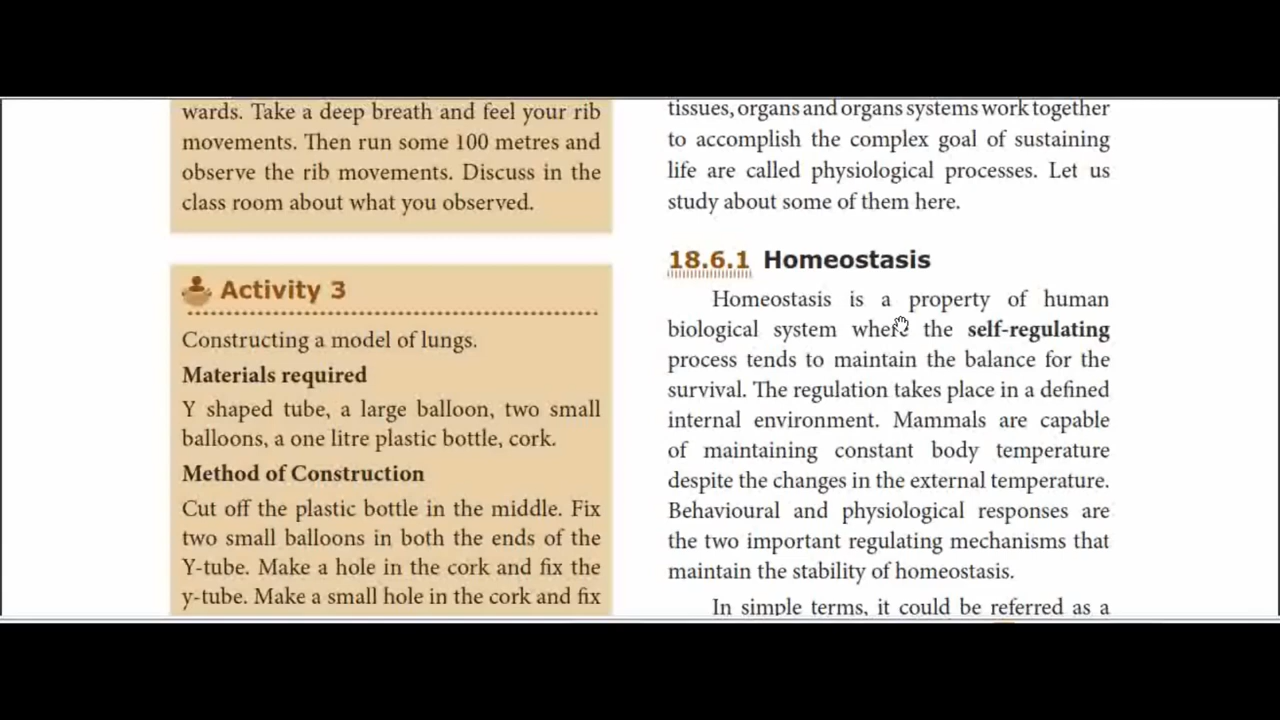 wards. Take a deep breath and feel your rib
movements. Then run some 100 metres and
observe the rib movements. Discuss in the
class room about what you observed.
Activity 3
Constructing a model of lungs.
Materials required
Y shaped tube, a large balloon, two small
balloons, a one litre plastic bottle, cork.
Method of Construction
Cut off the plastic bottle in the middle. Fix
two small balloons in both the ends of the
Y-tube. Make a hole in the cork and fix the
y-tube. Make a small hole in the cork and fix
tissues, organs and organs systems work together
to accomplish the complex goal of sustaining
life are called physiological processes. Let us
study about some of them here.
18.6.1 Homeostasis
Homeostasis is a property of human
biological system where the self-regulating
process tends to maintain the balance for the
survival. The regulation takes place in a defined
internal environment. Mammals are capable
of maintaining constant body temperature
despite the changes in the external temperature.
Behavioural and physiological responses are
the two important regulating mechanisms that
maintain the stability of homeostasis.
In simple terms, it could be referred as a